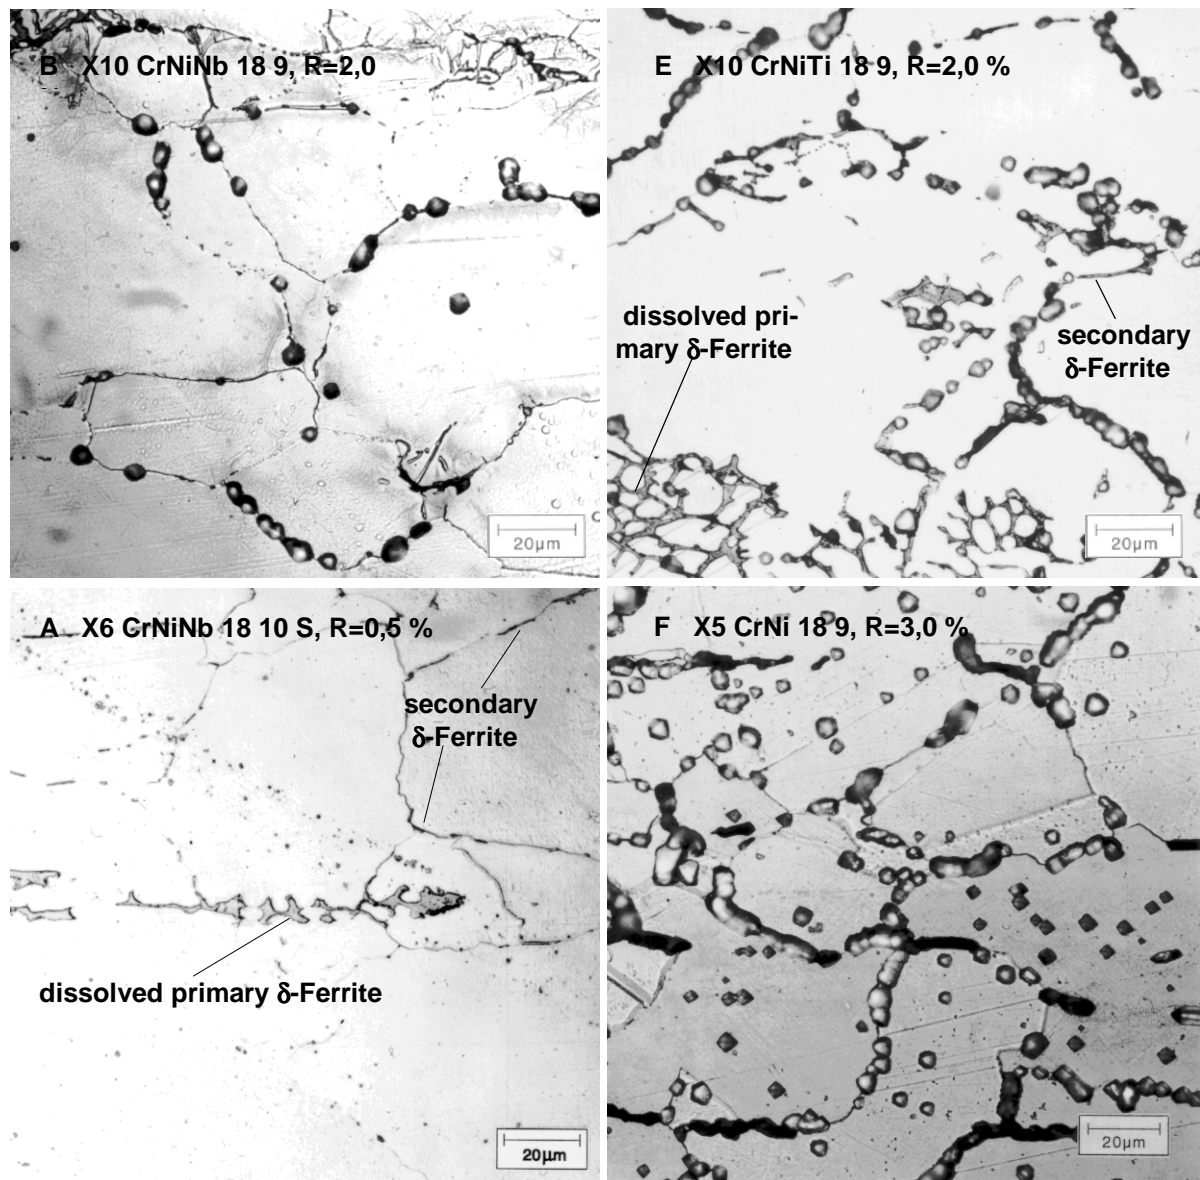 B X10 CrNiNb 18 9, R=2,0
20µm
E X10 CrNiTi 18 9, R=2,0 %
dissolved pri-
mary δ-Ferrite
secondary
δ-Ferrite
20µm
A X6 CrNiNb 18 10 S, R=0,5 %
secondary
δ-Ferrite
dissolved primary δ-Ferrite
20µm
F X5 CrNi 18 9, R=3,0 %
20µm